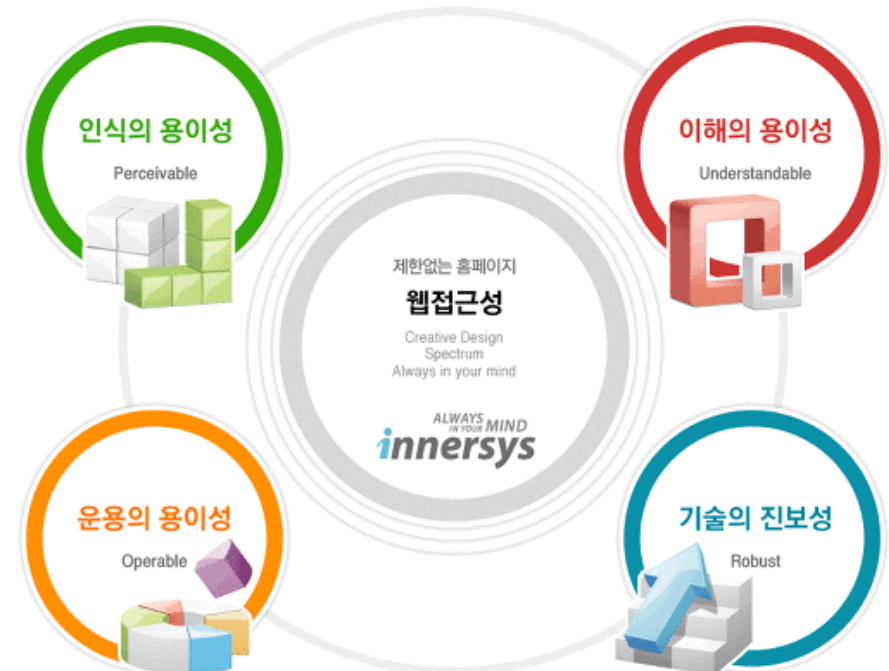 인식의 용이성
Perceivable
이해의 용이성
Understandable
제한없는 홈페이지
웹접근성
Creative Design
Spectrum
Always in your mind
ALWAYS
IN YOUR MIND
innersys
운용의 용이성
Operable
기술의 진보성
Robust